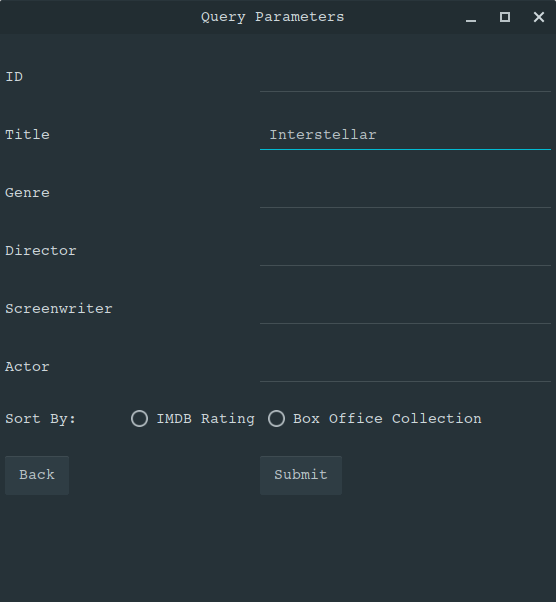 Query Parameters
ID
Title Interstellar
Genre
Director
Screenwriter
Actor
Sort By: IMDB Rating Box Office Collection
Back Submit